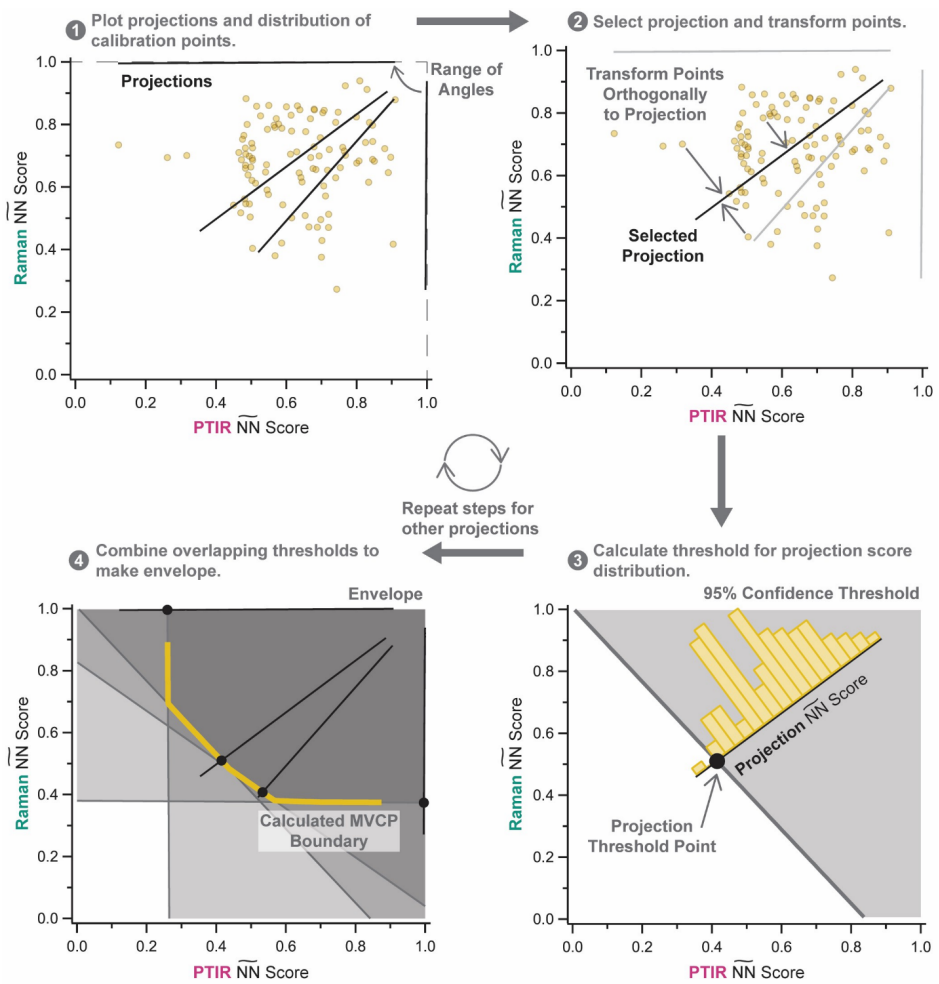 1 Plot projections and distribution of
calibration points.
1.0
0.8
0.6
0.4
0.2
0.0
Raman NN Score
Projections
Range of
Angles
0.0 0.2 0.4 0.6 0.8 1.0
PTIR NN Score
2 Select projection and transform points.
1.0
0.8
0.6
0.4
0.2
0.0
Raman NN Score
Transform Points
Orthogonally
to Projection
Selected
Projection
0.0 0.2 0.4 0.6 0.8 1.0
PTIR NN Score
Repeat steps for
other projections
3 Calculate threshold for projection score
distribution.
95% Confidence Threshold
1.0
0.8
0.6
0.4
0.2
0.0
Raman NN Score
Projection NN Score
Projection
Threshold Point
0.0 0.2 0.4 0.6 0.8 1.0
PTIR NN Score
4 Combine overlapping thresholds to
make envelope.
Envelope
1.0
0.8
0.6
0.4
0.2
0.0
Raman NN Score
Calculated MVCP
Boundary
0.0 0.2 0.4 0.6 0.8 1.0
PTIR NN Score